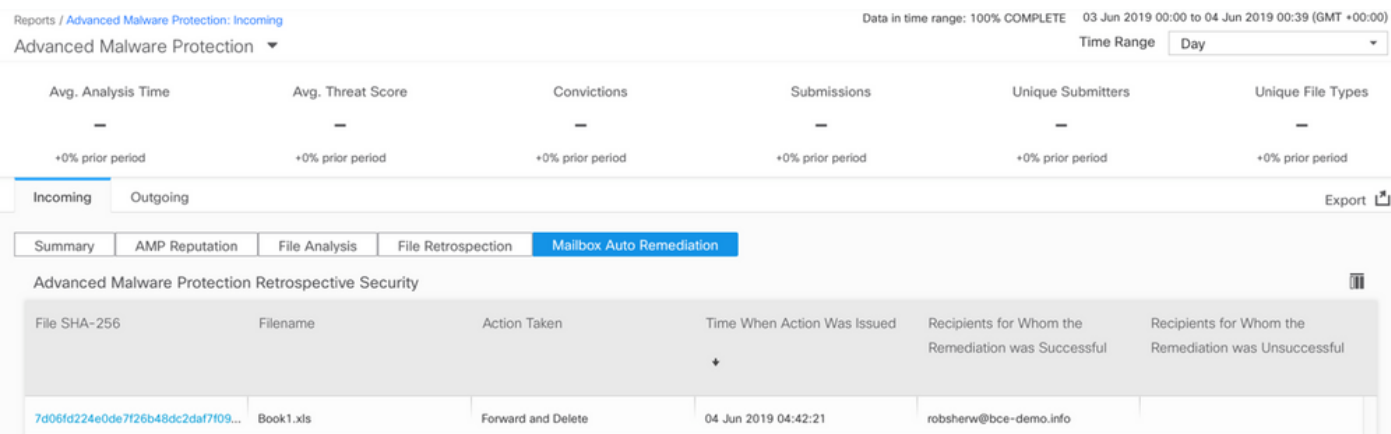 Reports / Advanced Malware Protection: Incoming
Data in time range: 100% COMPLETE 03 Jun 2019 00:00 to 04 Jun 2019 00:39 (GMT +00:00)
Advanced Malware Protection
Time Range Day
Avg. Analysis Time Avg. Threat Score Convictions Submissions Unique Submitters Unique File Types
– – – – – –
+0% prior period +0% prior period +0% prior period +0% prior period +0% prior period +0% prior period
Incoming Outgoing Export
Summary AMP Reputation File Analysis File Retrospection Mailbox Auto Remediation
Advanced Malware Protection Retrospective Security
File SHA-256 Filename Action Taken Time When Action Was Issued Recipients for Whom the Recipients for Whom the
Remediation was Successful Remediation was Unsuccessful
7d06fd224e0de7f26b48dc2daf7f09... Book1.xls Forward and Delete 04 Jun 2019 04:42:21 robsherw@bce-demo.info